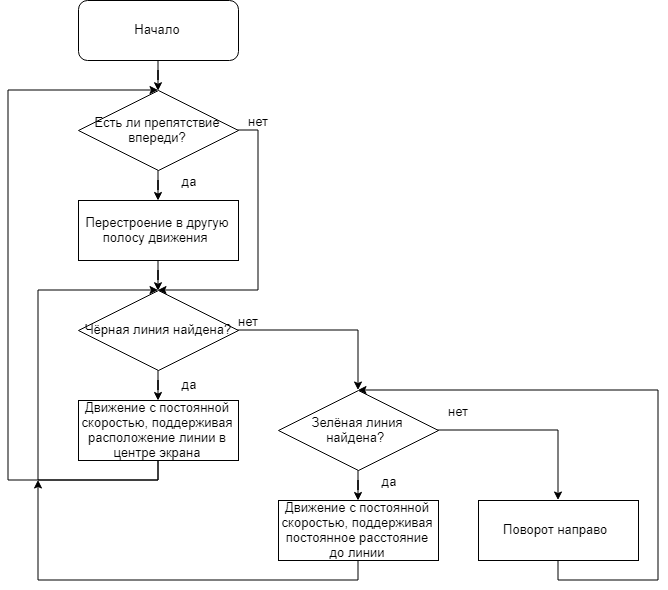 Начало
Есть ли препятствие
впереди?
нет
да
Перестроение в другую
полосу движения
Чёрная линия найдена?
нет
да
Движение с постоянной
скоростью, поддерживая
расположение линии в
центре экрана
Зелёная линия
найдена?
нет
да
Движение с постоянной
скоростью, поддерживая
постоянное расстояние
до линии
Поворот направо